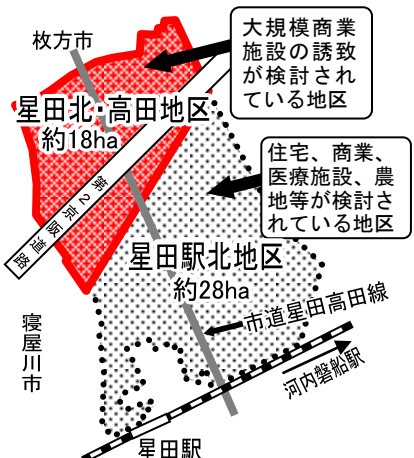 枚方市
大規模商業
施設の誘致
が検討され
ている地区
星田北・高田地区
約18ha
住宅、商業、
医療施設、農
地等が検討さ
れている地区
第2京阪道路
星田駅北地区
約28ha
市道星田高田線
寝屋川市
河内磐船駅
星田駅